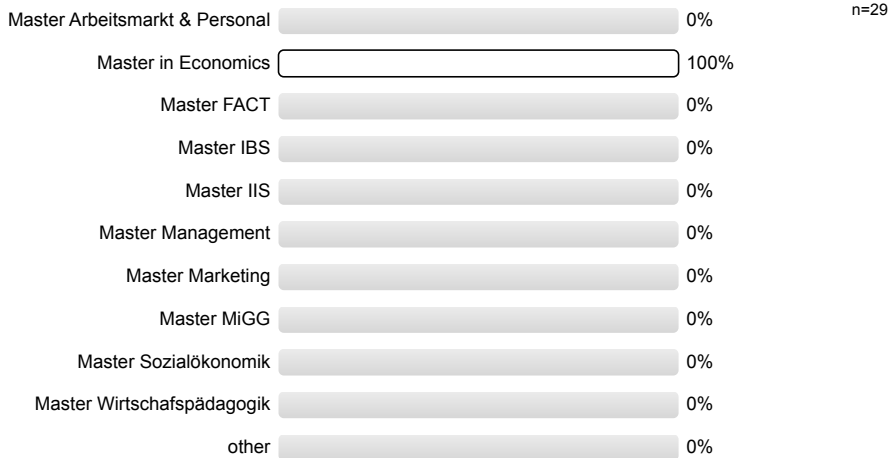 Master Arbeitsmarkt & Personal 0% n=29
Master in Economics 100%
Master FACT 0%
Master IBS 0%
Master IIS 0%
Master Management 0%
Master Marketing 0%
Master MiGG 0%
Master Sozialökonomik 0%
Master Wirtschafspädagogik 0%
other 0%